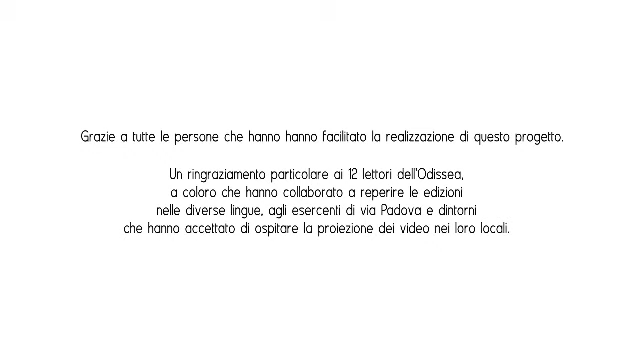 Grazie a tutte le persone che hanno hanno facilitato la realizzazione di questo progetto.
Un ringraziamento particolare ai 12 lettori dell'Odissea,
a coloro che hanno collaborato a reperire le edizioni
nelle diverse lingue, agli esercenti di via Padova e dintorni
che hanno accettato di ospitare la proiezione dei video nei loro locali.